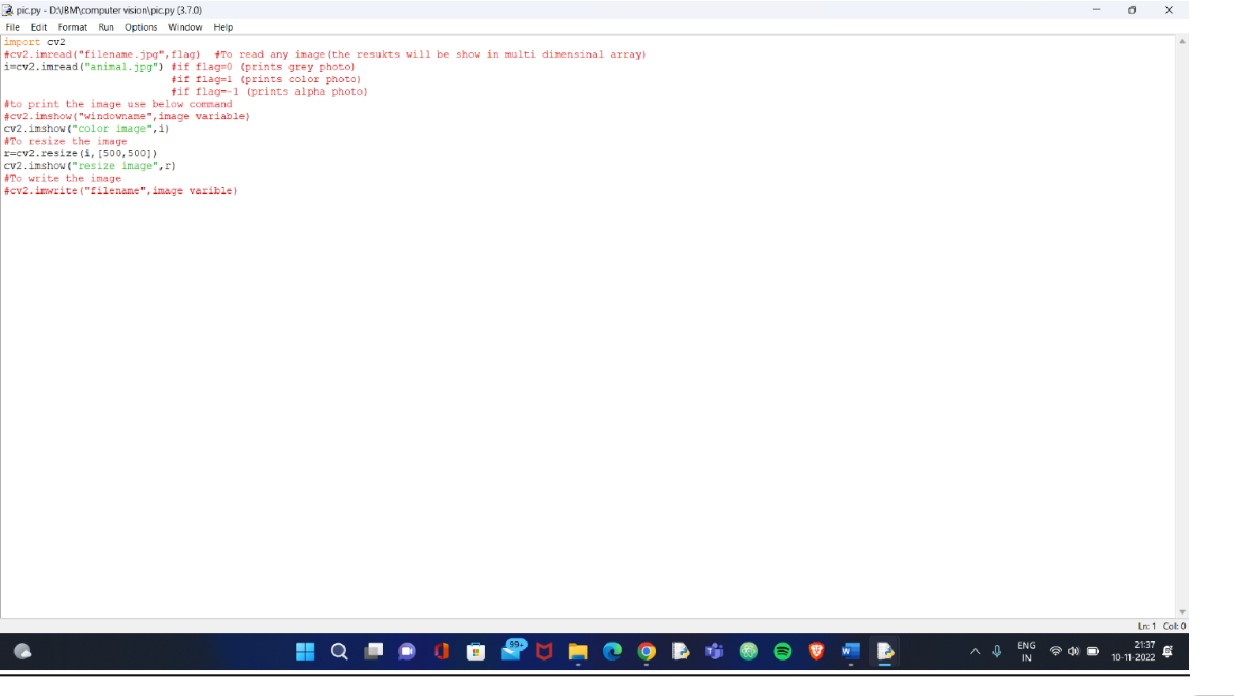 pic.py - D:\IBM\computer vision\pic.py (3.7.0)
File Edit Format Run Options Window Help
import cv2
#cv2.imread("filename.jpg",flag)  #To read any image(the resukts will be show in multi dimensinal array)
i=cv2.imread("animal.jpg") #if flag=0 (prints grey photo)
#if flag=1 (prints color photo)
#if flag=-1 (prints alpha photo)
#to print the image use below command
#cv2.imshow("windowname",image variable)
cv2.imshow("color image",i)
#To resize the image
r=cv2.resize(i,[500,500])
cv2.imshow("resize image",r)
#To write the image
#cv2.imwrite("filename",image varible)
Ln: 1 Col: 0
99+
ENG
IN
21:37
10-11-2022